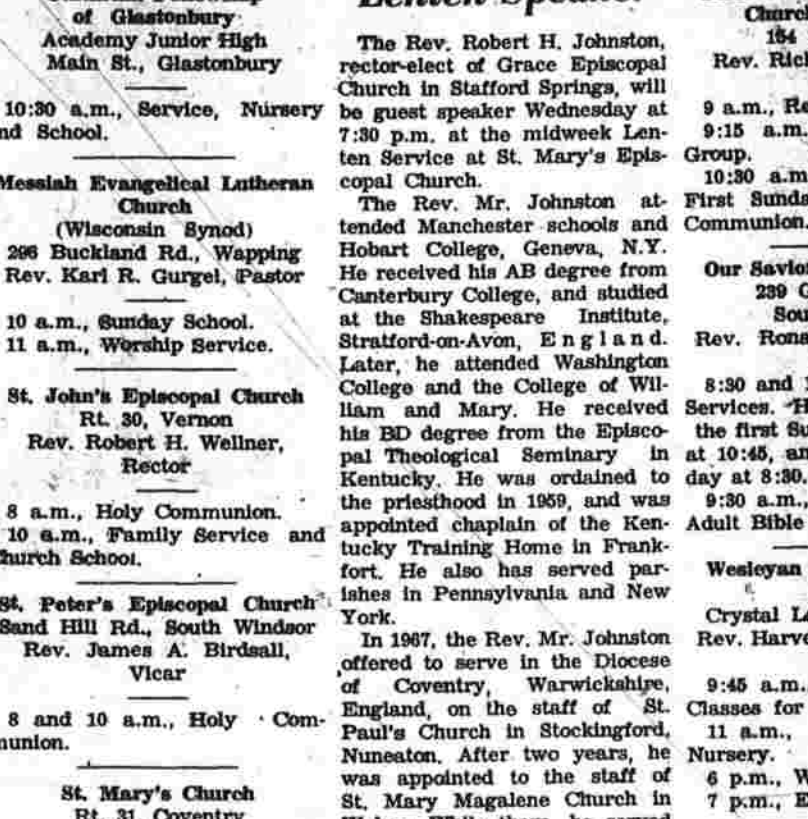 of Glastonbury
Academy Junior High
Main St., Glastonbury
10:30 a.m., Service, Nursery
nd School.
Messiah Evangelical Lutheran
Church
(Wisconsin Synod)
296 Buckland Rd., Wapping
Rev. Karl R. Gurgel, Pastor
10 a.m., Sunday School.
11 a.m., Worship Service.
St. John's Episcopal Church
Rt. 30, Vernon
Rev. Robert H. Wellner,
Rector
8 a.m., Holy Communion.
10 a.m., Family Service and
Church School.
St. Peter's Episcopal Church
Sand Hill Rd., South Windsor
Rev. James A. Birdsall,
Vicar
8 and 10 a.m., Holy Com-
munion.
St. Mary's Church
Rt. 31, Coventry
The Rev. Robert H. Johnston,
rector-elect of Grace Episcopal
Church in Stafford Springs, will
be guest speaker Wednesday at
7:30 p.m. at the midweek Len-
ten Service at St. Mary's Epis-
copal Church.
The Rev. Mr. Johnston at-
tended Manchester schools and
Hobart College, Geneva, N.Y.
He received his AB degree from
Canterbury College, and studied
at the Shakespeare Institute,
Stratford-on-Avon, England.
Later, he attended Washington
College and the College of Wil-
liam and Mary. He received
his BD degree from the Episco-
pal Theological Seminary in
Kentucky. He was ordained to
the priesthood in 1959, and was
appointed chaplain of the Ken-
tucky Training Home in Frank-
fort. He also has served par-
ishes in Pennsylvania and New
York.
In 1967, the Rev. Mr. Johnston
offered to serve in the Diocese
of Coventry, Warwickshire,
England, on the staff of St.
Paul's Church in Stockingford,
Nuneaton. After two years, he
was appointed to the staff of
St. Mary Magalene Church in
Church
184
Rev. Rich
9 a.m., R
9:15 a.m.
Group.
10:30 a.m
First Sunda
Communion.
Our Savio
239 G
Sou
Rev. Rona
8:30 and
Services. H
the first Su
at 10:45, an
day at 8:30.
9:30 a.m.
Adult Bible
Wesleyan
Crystal L
Rev. Harve
9:45 a.m.
Classes for
11 a.m.,
Nursery.
6 p.m., W
7 p.m., E